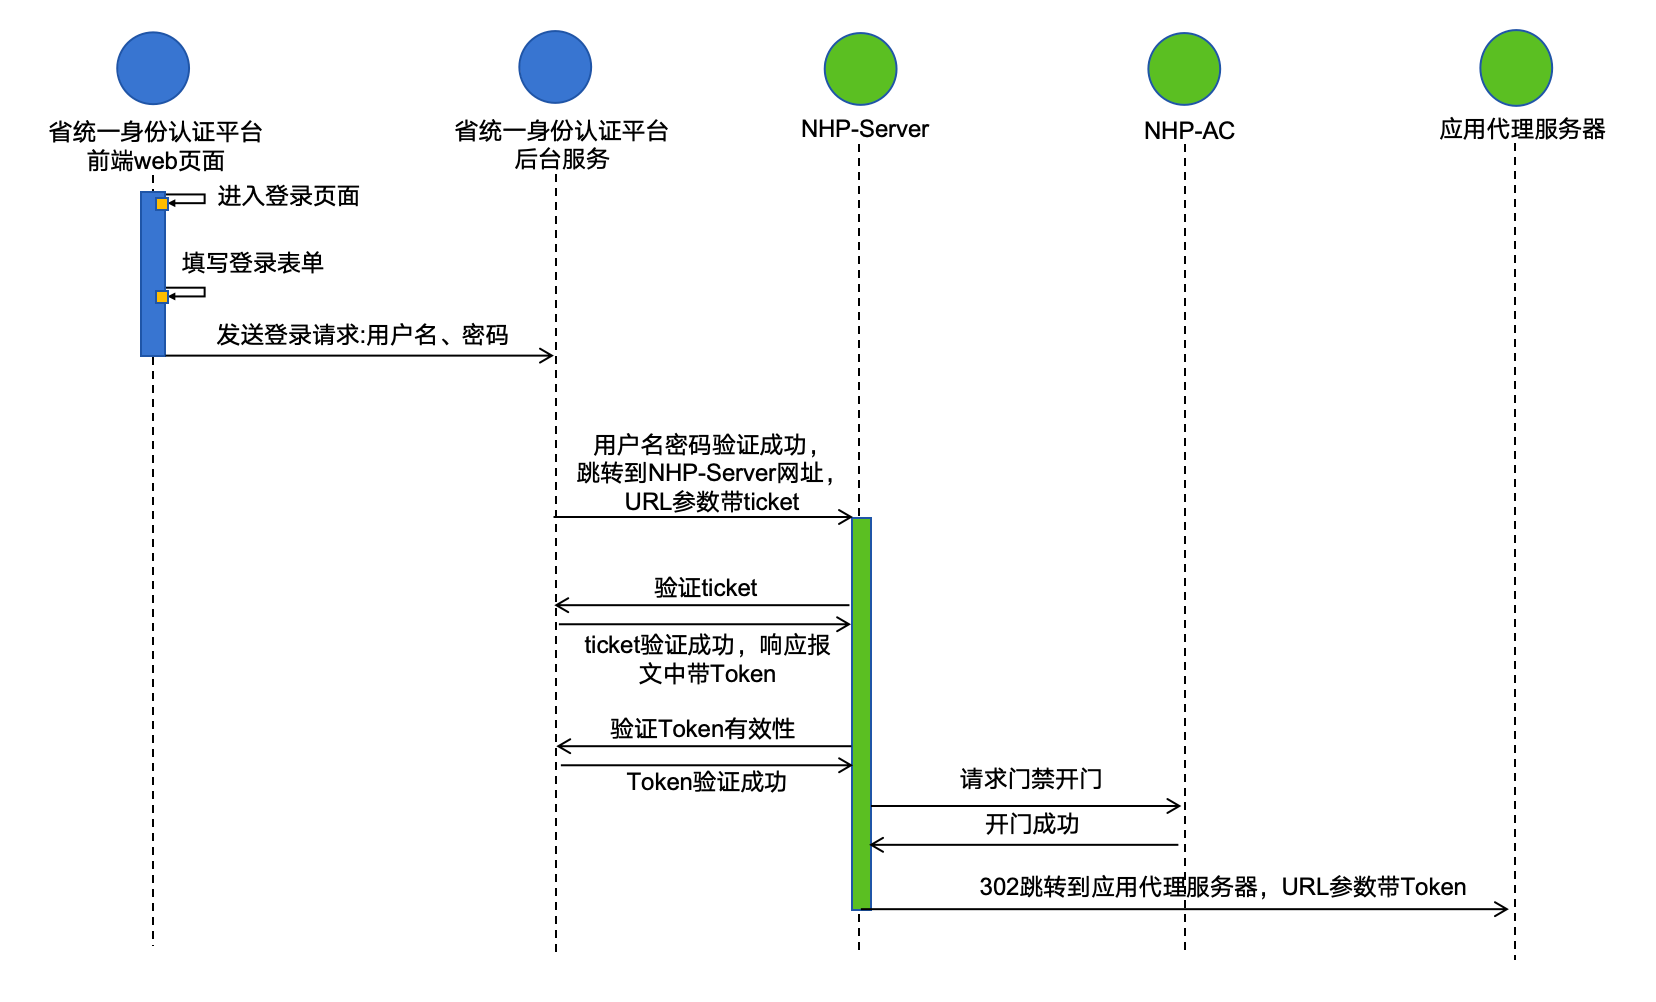 省统一身份认证平台
前端web页面
省统一身份认证平台
后台服务
NHP-Server
NHP-AC
应用代理服务器
进入登录页面
填写登录表单
发送登录请求:用户名、密码
用户名密码验证成功，
跳转到NHP-Server网址，
URL参数带ticket
验证ticket
ticket验证成功，响应报
文中带Token
验证Token有效性
Token验证成功
请求门禁开门
开门成功
302跳转到应用代理服务器，URL参数带Token